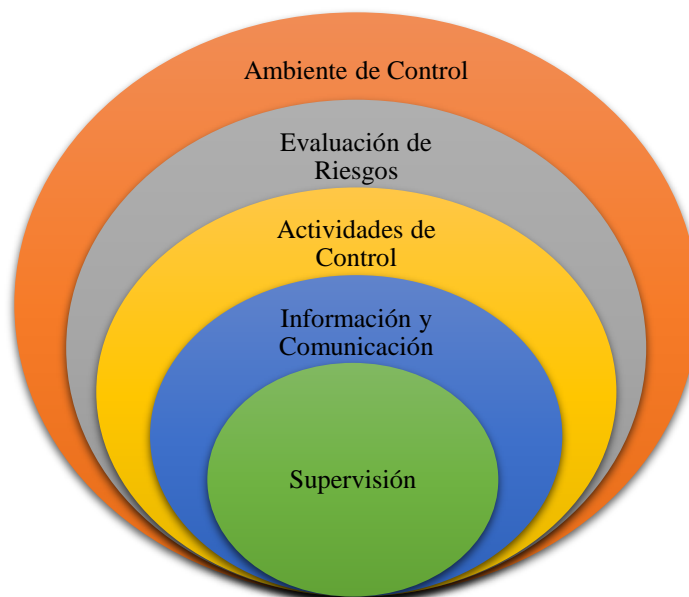 Ambiente de Control
Evaluación de
Riesgos
Actividades de
Control
Información y
Comunicación
Supervisión